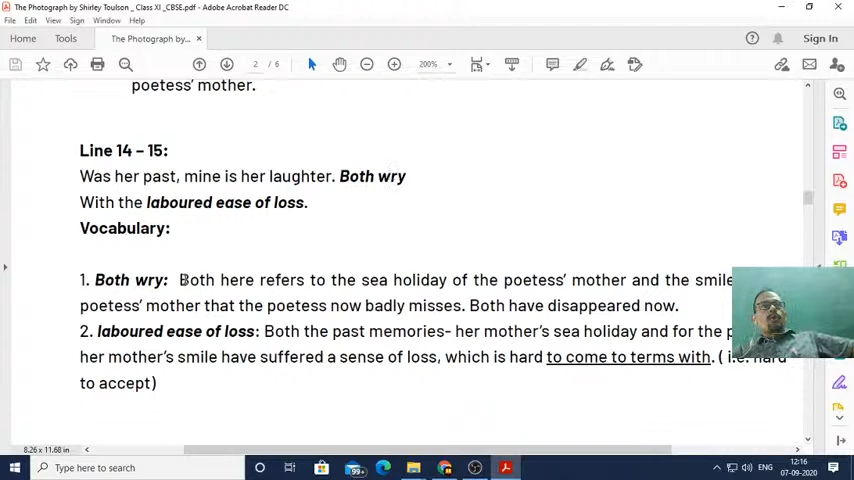 The Photograph by Shirley Toulson _ Class XI _CBSE.pdf - Adobe Acrobat Reader DC
File Edit View Sign Window Help
Home Tools The Photograph by... × Sign In
2 / 6 200%
poetess' mother.
Line 14 – 15:
Was her past, mine is her laughter. Both wry
With the laboured ease of loss.
Vocabulary:
1. Both wry: Both here refers to the sea holiday of the poetess' mother and the smile
poetess' mother that the poetess now badly misses. Both have disappeared now.
2. laboured ease of loss: Both the past memories- her mother's sea holiday and for the
her mother's smile have suffered a sense of loss, which is hard to come to terms with. ( i.e. hard
to accept)
8.26 x 11.68 in
Type here to search 99+ ENG 12:16
07-09-2020